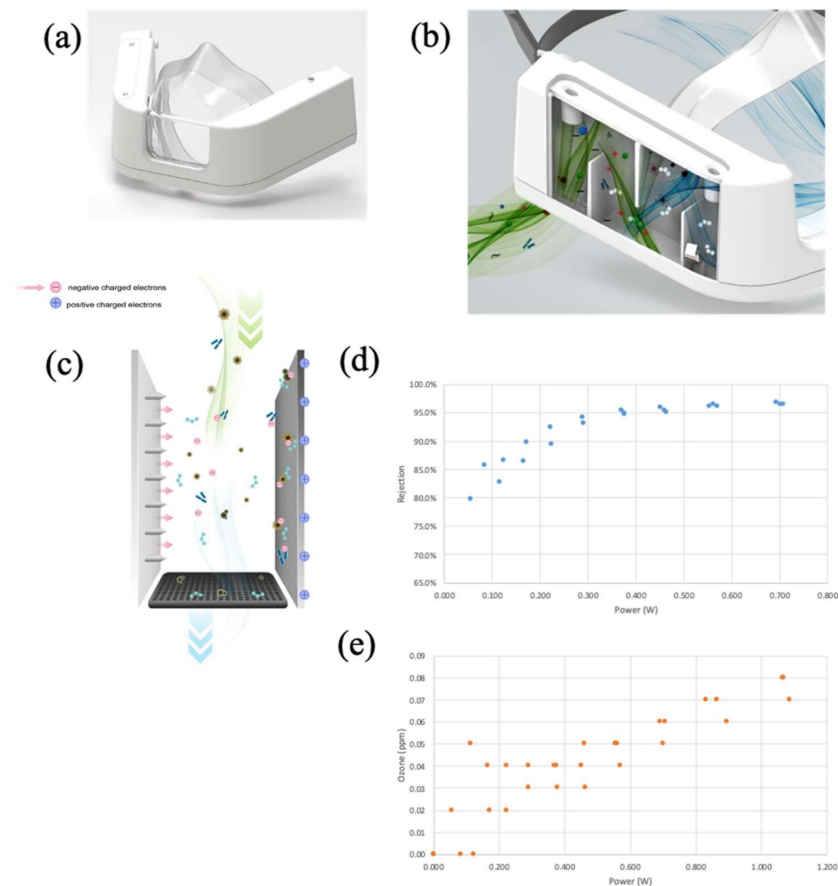 (a)
(b)
negative charged electrons
positive charged electrons
(c)
(d)
100.0%
95.0%
90.0%
85.0%
80.0%
75.0%
70.0%
65.0%
Rejection
0.000 0.100 0.200 0.300 0.400 0.500 0.600 0.700 0.800
Power (W)
(e)
0.09
0.08
0.07
0.06
0.05
0.04
0.03
0.02
0.01
0.00
Ozone (ppm)
0.000 0.200 0.400 0.600 0.800 1.000 1.200
Power (W)